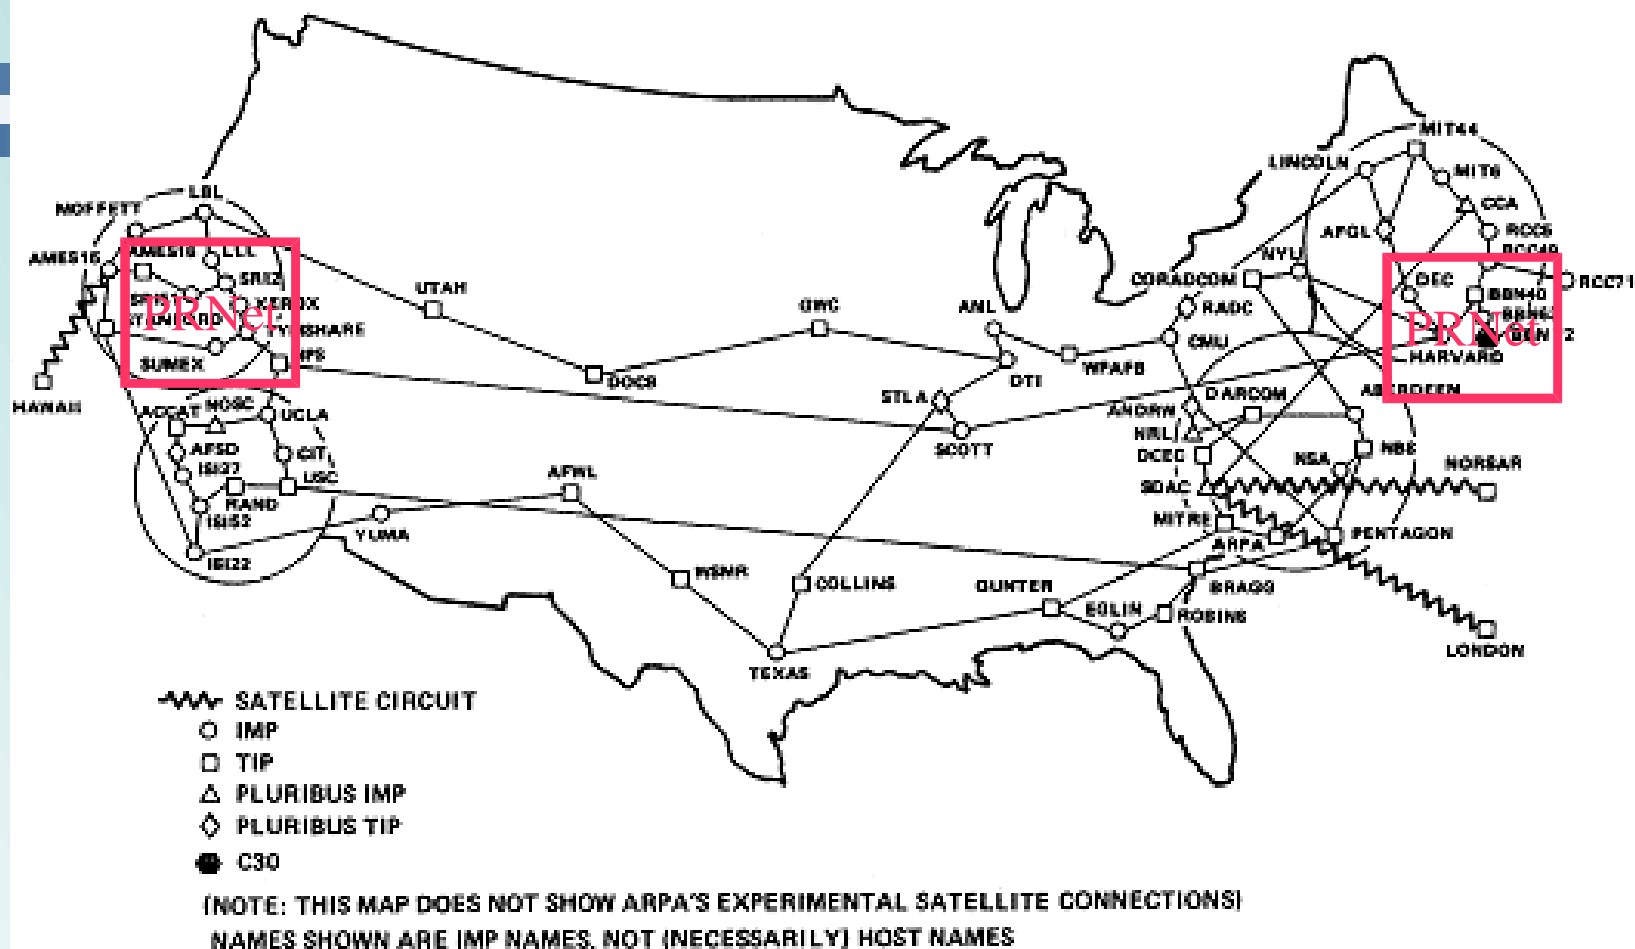 MIT44
LINCOLN
MIT6
LBL
CCA
MOFFETT
AFGL
RCC5
RCC49
AMES15
AMES16
LLL
NYU
CORADCOM
DEC
RCC71
SRI2
UTAH
BBN40
XEROX
GWC
ANL
RADC
PRNet
PRNet
TYMSHARE
CMU
HARVARD
SUMEX
NPS
WPAFB
DOCB
DTI
ABERDEEN
STLA
DARCOM
HAWAII
ACCAT
NOSC
UCLA
ANDRW
NRL
SCOTT
NBS
AFSD
CIT
DCEC
NSA
NORSAR
ISI27
AFWL
USC
SDAC
RAND
ISI52
MITRE
YUMA
PENTAGON
ARPA
ISI22
WSMR
COLLINS
GUNTER
BRAGG
EGLIN
ROBINS
LONDON
TEXAS
SATELLITE CIRCUIT
IMP
TIP
PLURIBUS IMP
PLURIBUS TIP
C30
(NOTE: THIS MAP DOES NOT SHOW ARPA'S EXPERIMENTAL SATELLITE CONNECTIONS)
NAMES SHOWN ARE IMP NAMES, NOT (NECESSARILY) HOST NAMES